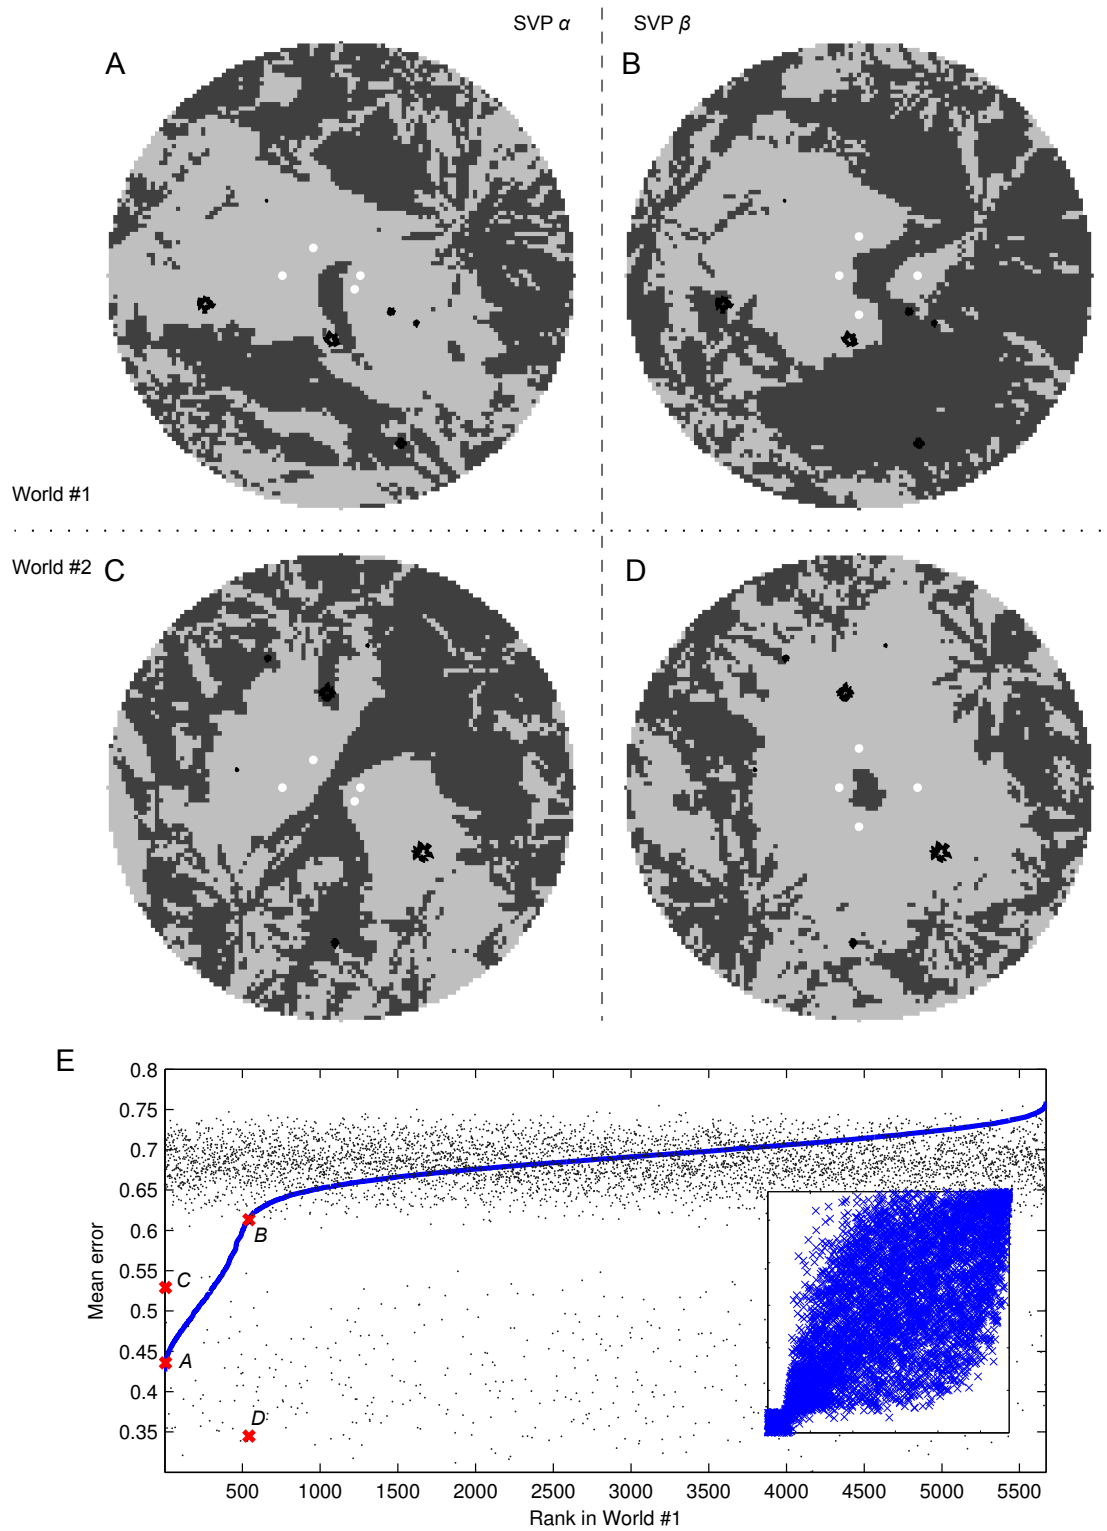 SVP α
SVP β
A
B
World #1
World #2
C
D
E
0.8
0.75
0.7
0.65
0.6
0.55
0.5
0.45
0.4
0.35
Mean error
B
C
A
D
500
1000
1500
2000
2500
3000
3500
4000
4500
5000
5500
Rank in World #1